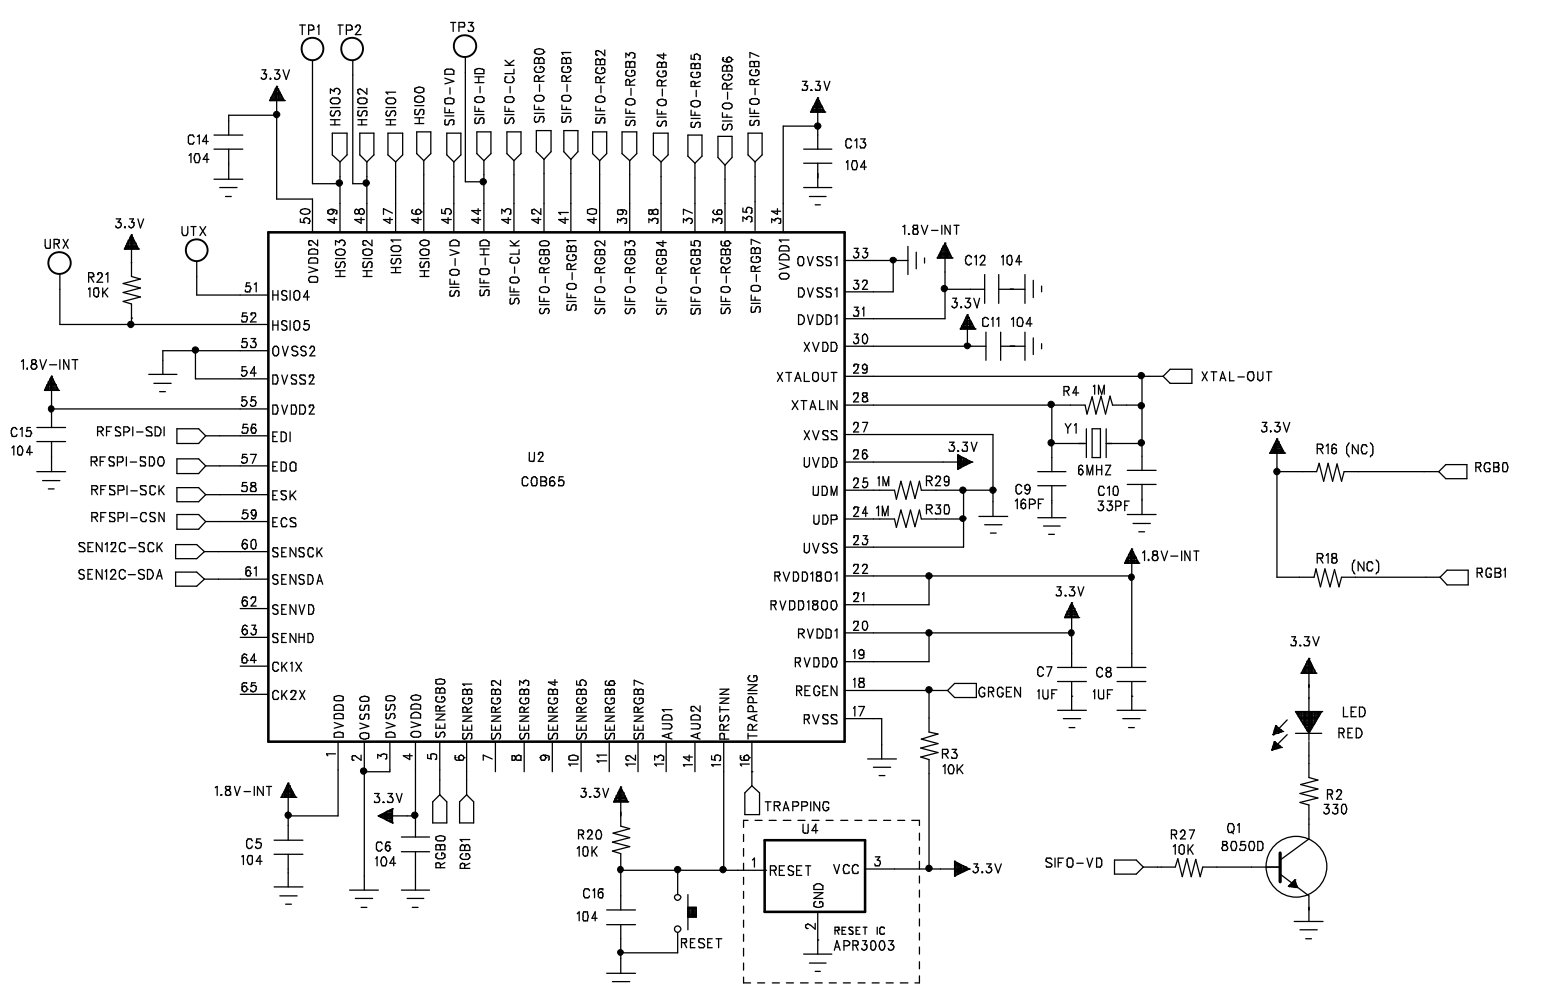 TP1
TP2
TP3
3.3V
HSIO3
HSIO2
HSIO1
HSIO0
SIFO-VD
SIFO-HD
SIFO-CLK
SIFO-RGB0
SIFO-RGB1
SIFO-RGB2
SIFO-RGB3
SIFO-RGB4
SIFO-RGB5
SIFO-RGB6
SIFO-RGB7
3.3V
C14
104
C13
104
50
49
48
47
46
45
44
43
42
41
40
39
38
37
36
35
34
OVDD2
HSIO3
HSIO2
HSIO1
HSIO0
SIFO-VD
SIFO-HD
SIFO-CLK
SIFO-RGB0
SIFO-RGB1
SIFO-RGB2
SIFO-RGB3
SIFO-RGB4
SIFO-RGB5
SIFO-RGB6
SIFO-RGB7
OVDD1
URX
3.3V
UTX
R21
10K
51 HSIO4
52 HSIO5
53 OVSS2
54 DVSS2
1.8V-INT
55 DVDD2
C15
104
RFSPI-SDI 56 EDI
RFSPI-SDO 57 EDO
RFSPI-SCK 58 ESK
RFSPI-CSN 59 ECS
SEN12C-SCK 60 SENSCK
SEN12C-SDA 61 SENSDA
62 SENVD
63 SENHD
64 CK1X
65 CK2X
U2
COB65
OVSS1 33
DVSS1 32
DVDD1 31
XVDD 30
XTALOUT 29
XTALIN 28
XVSS 27
UVDD 26
UDM 25
UDP 24
UVSS 23
RVDD1801 22
RVDD1800 21
RVDD1 20
RVDD0 19
REGEN 18
RVSS 17
1.8V-INT
C12 104
3.3V
C11 104
XTAL-OUT
R4 1M
Y1
6MHZ
3.3V
1M R29
1M R30
C9
16PF
C10
33PF
1.8V-INT
3.3V
C7
1UF
C8
1UF
GRGEN
R3
10K
3.3V
R16 (NC)
RGB0
R18 (NC)
RGB1
3.3V
LED
RED
R2
330
Q1
8050D
R27
10K
SIFO-VD
DVDD0
OVSS0
DVSS0
OVDD0
SENRGB0
SENRGB1
SENRGB2
SENRGB3
SENRGB4
SENRGB5
SENRGB6
SENRGB7
AUD1
AUD2
PRSTNN
TRAPPING
1
2
3
4
5
6
7
8
9
10
11
12
13
14
15
16
1.8V-INT
C5
104
3.3V
C6
104
RGB0
RGB1
3.3V
R20
10K
C16
104
RESET
TRAPPING
U4
1 RESET
VCC 3
GND
2
3.3V
RESET IC
APR3003